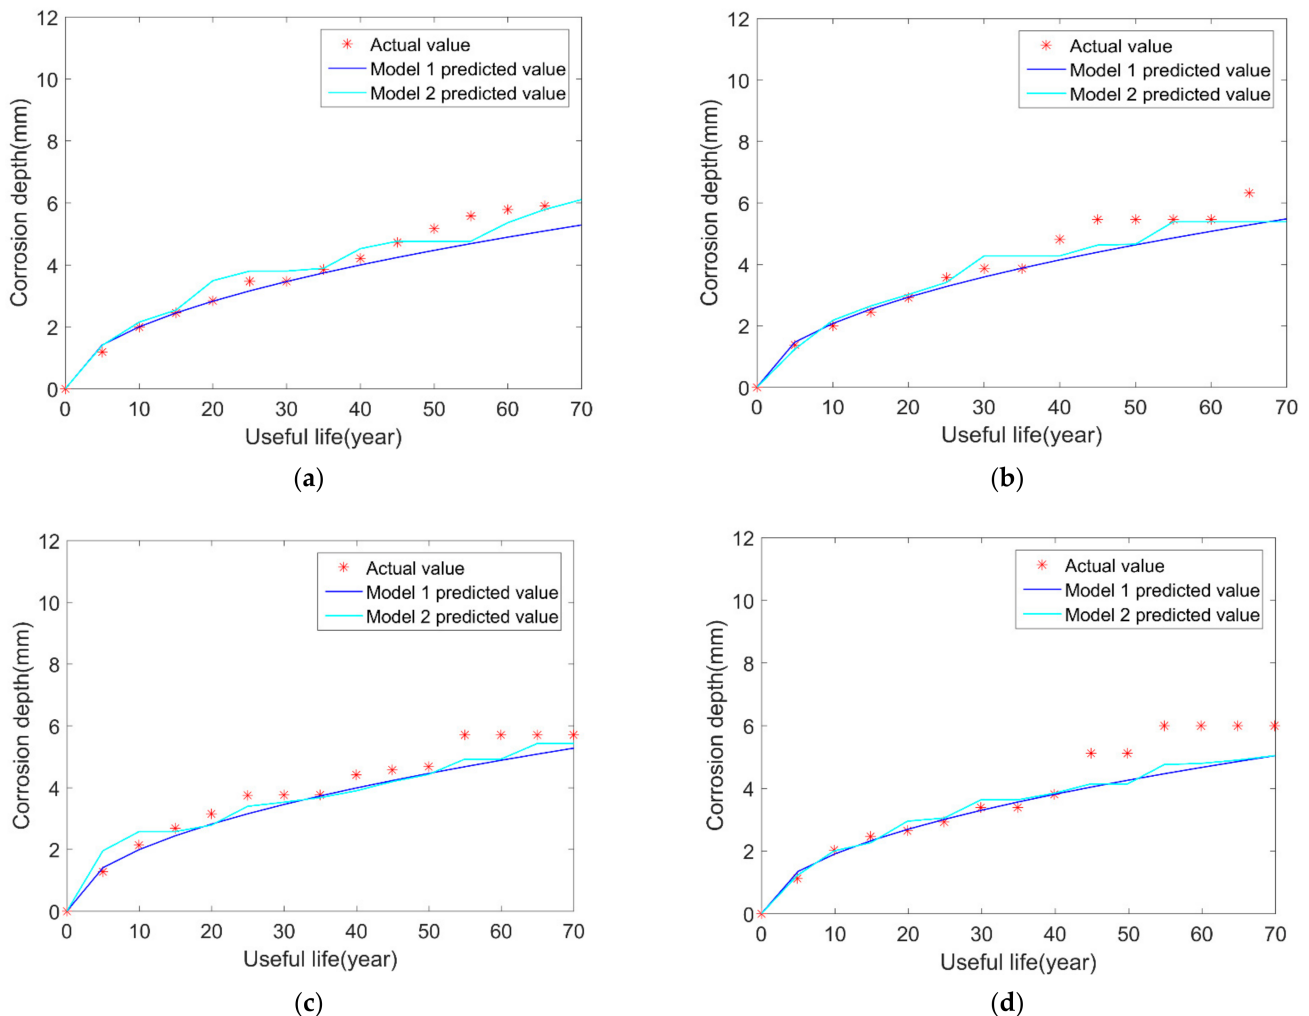 12
10
8
6
4
2
0
Corrosion depth(mm)
Actual value
Model 1 predicted value
Model 2 predicted value
0 10 20 30 40 50 60 70
Useful life(year)
(a)
12
10
8
6
4
2
0
Corrosion depth(mm)
Actual value
Model 1 predicted value
Model 2 predicted value
0 10 20 30 40 50 60 70
Useful life(year)
(b)
12
10
8
6
4
2
0
Corrosion depth(mm)
Actual value
Model 1 predicted value
Model 2 predicted value
0 10 20 30 40 50 60 70
Useful life(year)
(c)
12
10
8
6
4
2
0
Corrosion depth(mm)
Actual value
Model 1 predicted value
Model 2 predicted value
0 10 20 30 40 50 60 70
Useful life(year)
(d)